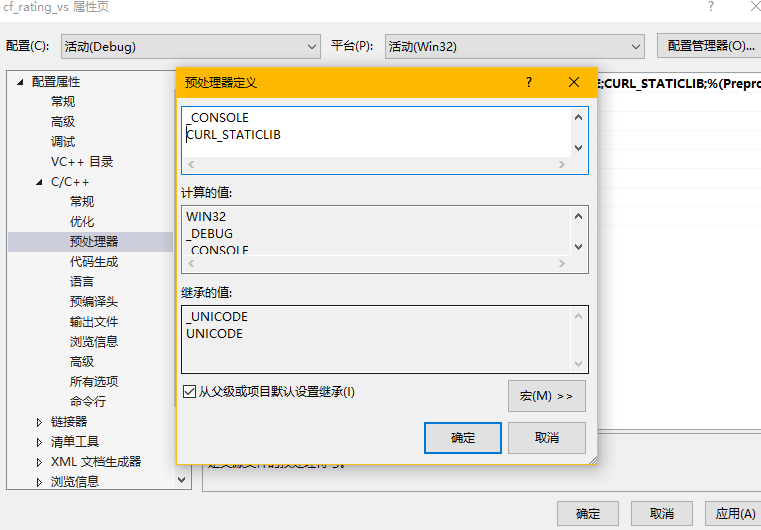 cf_rating_vs 属性页
配置(C):
活动(Debug)
平台(P):
活动(Win32)
配置管理器(O)...
配置属性
常规
高级
调试
VC++ 目录
C/C++
常规
优化
预处理器
代码生成
语言
预编译头
输出文件
浏览信息
高级
所有选项
命令行
链接器
清单工具
XML 文档生成器
浏览信息
预处理器定义
_CONSOLE
CURL_STATICLIB
计算的值:
WIN32
_DEBUG
_CONSOLE
继承的值:
_UNICODE
UNICODE
从父级或项目默认设置继承(I)
宏(M) >>
确定
取消
E;CURL_STATICLIB;%(Prepro
确定
取消
应用(A)